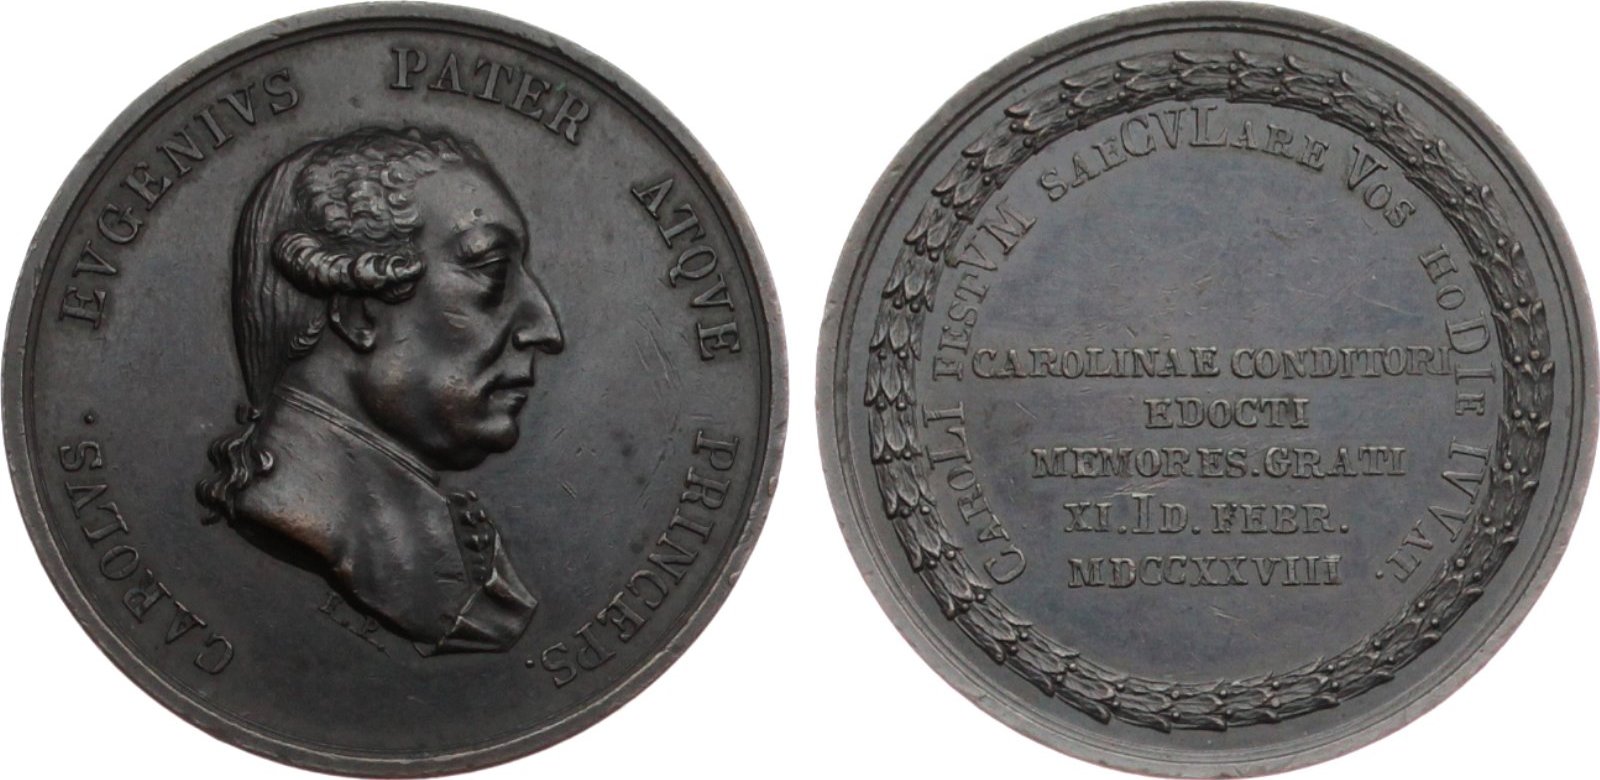 CAROLVS. EVGENIVS PATER ATQVE PRINCEPS.
CAROLI FESTVM SAECVLARE VOS HODIE IVVAT.
CAROLINAE CONDITORI
EDOCTI
MEMORES. GRATI
XI. ID. FEBR.
MDCCXXVIII